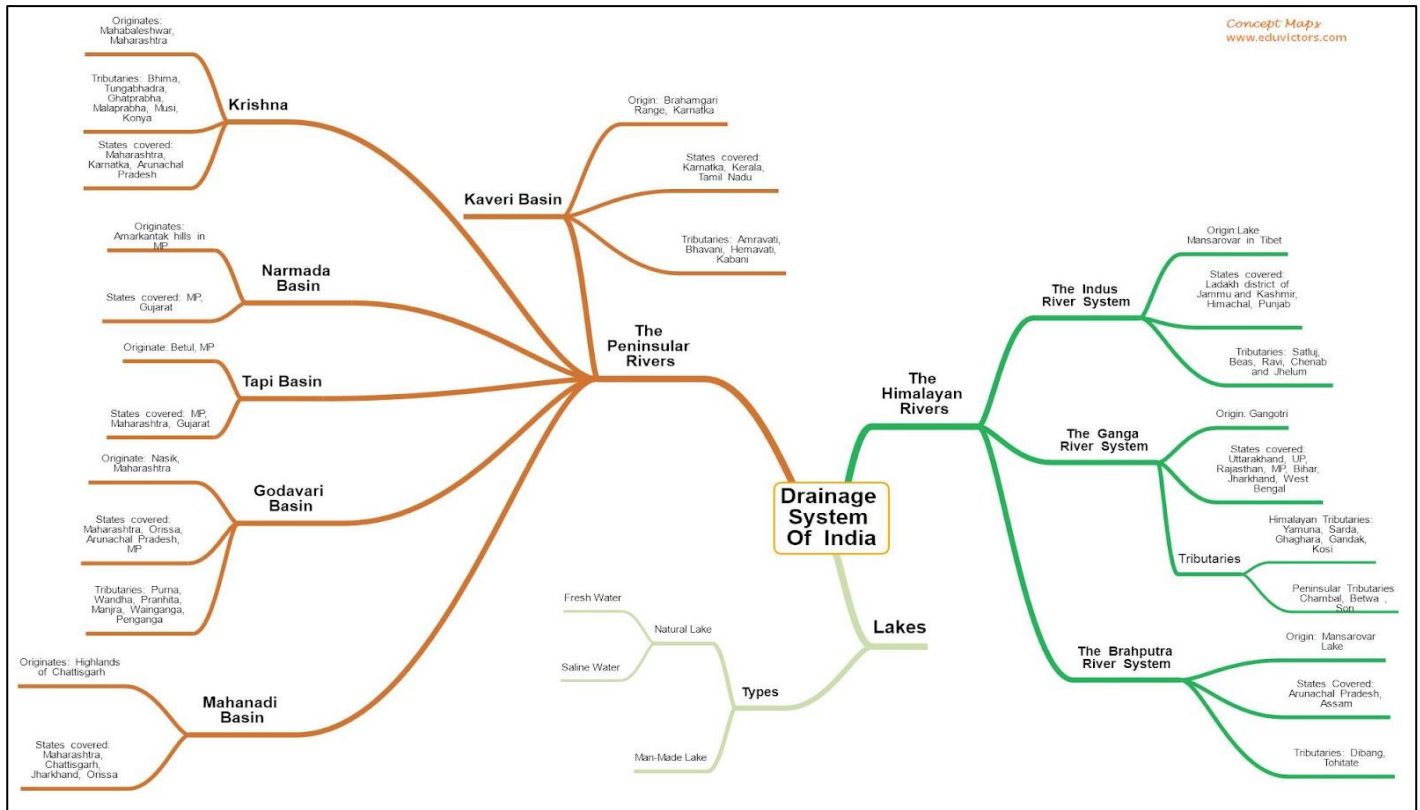 Concept Maps
www.eduvictors.com
Drainage
System
Of India
The
Peninsular
Rivers
Krishna
Originates:
Mahabaleshwar,
Maharashtra
Tributaries: Bhima,
Tungabhadra,
Ghatprabha,
Malaprabha, Musi,
Konya
States covered:
Maharashtra,
Karnatka, Arunachal
Pradesh
Kaveri Basin
Origin: Brahamgari
Range, Karnatka
States covered:
Karnatka, Kerala,
Tamil Nadu
Tributaries: Amravati,
Bhavani, Hemavati,
Kabani
Narmada
Basin
Originates:
Amarkantak hills in
MP
States covered: MP,
Gujarat
Tapi Basin
Originate: Betul, MP
States covered: MP,
Maharashtra, Gujarat
Godavari
Basin
Originate: Nasik,
Maharashtra
States covered:
Maharashtra, Orissa,
Arunachal Pradesh,
MP
Tributaries: Purna,
Wandha, Pranhita,
Manjra, Wainganga,
Penganga
Mahanadi
Basin
Originates: Highlands
of Chattisgarh
States covered:
Maharashtra,
Chattisgarh,
Jharkhand, Orissa
The
Himalayan
Rivers
The Indus
River System
Origin:Lake
Mansarovar in Tibet
States covered:
Ladakh district of
Jammu and Kashmir,
Himachal, Punjab
Tributaries: Satluj,
Beas, Ravi, Chenab
and Jhelum
The Ganga
River System
Origin: Gangotri
States covered:
Uttarakhand, UP,
Rajasthan, MP, Bihar,
Jharkhand, West
Bengal
Tributaries
Himalayan Tributaries:
Yamuna, Sarda,
Ghaghara, Gandak,
Kosi
Peninsular Tributaries
Chambal, Betwa ,
Son
The Brahputra
River System
Origin: Mansarovar
Lake
States Covered:
Arunachal Pradesh,
Assam
Tributaries: Dibang,
Tohitate
Lakes
Types
Natural Lake
Fresh Water
Saline Water
Man-Made Lake